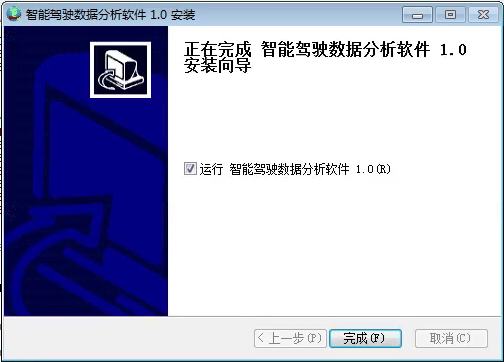 智能驾驶数据分析软件 1.0 安装
正在完成 智能驾驶数据分析软件 1.0
安装向导
运行 智能驾驶数据分析软件 1.0(R)
< 上一步(P)
完成(F)
取消(C)